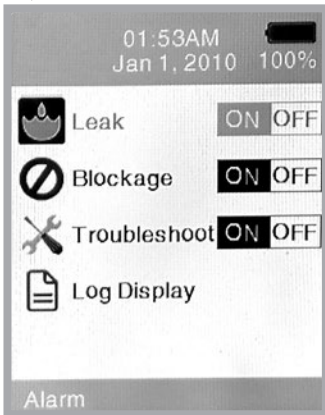 01:53AM
Jan 1, 2010 100%
Leak ON OFF
Blockage ON OFF
Troubleshoot ON OFF
Log Display
Alarm